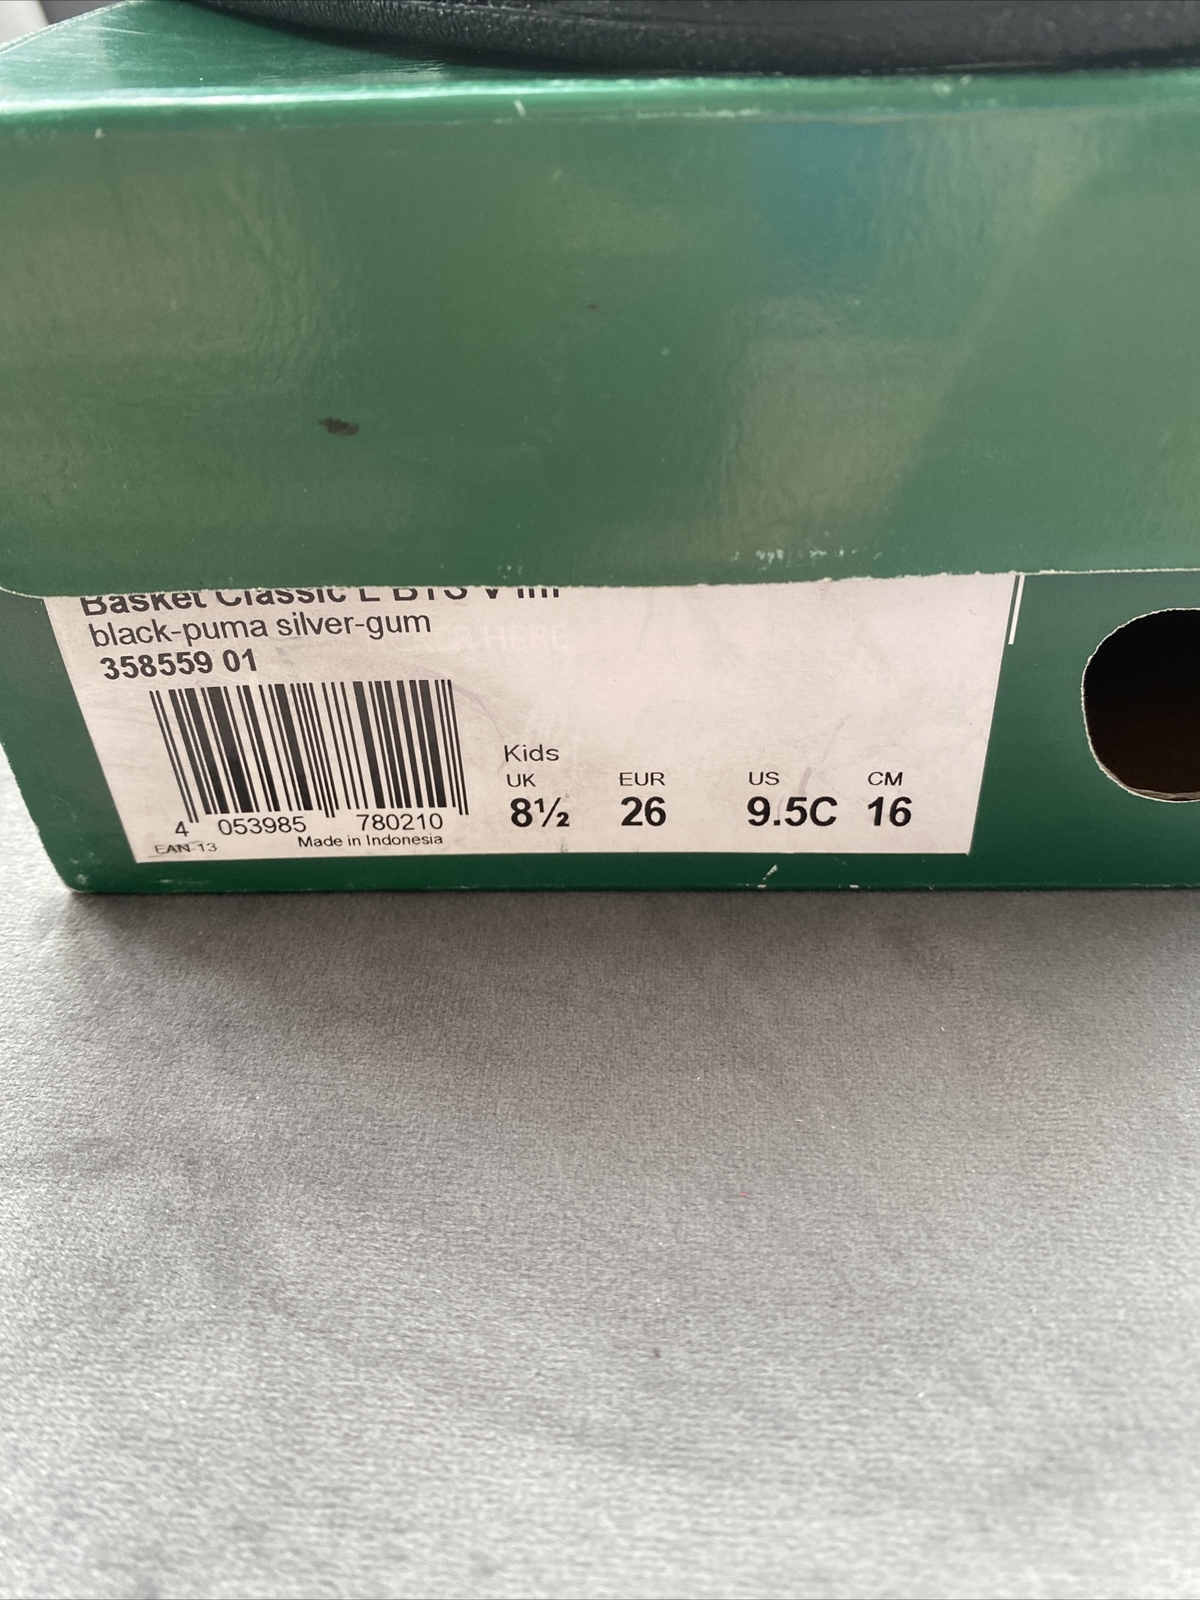 Basket Classic L BTS V Inf
black-puma silver-gum
358559 01
Kids
UK EUR US CM
8½ 26 9.5C 16
4 053985 780210
EAN-13 Made in Indonesia